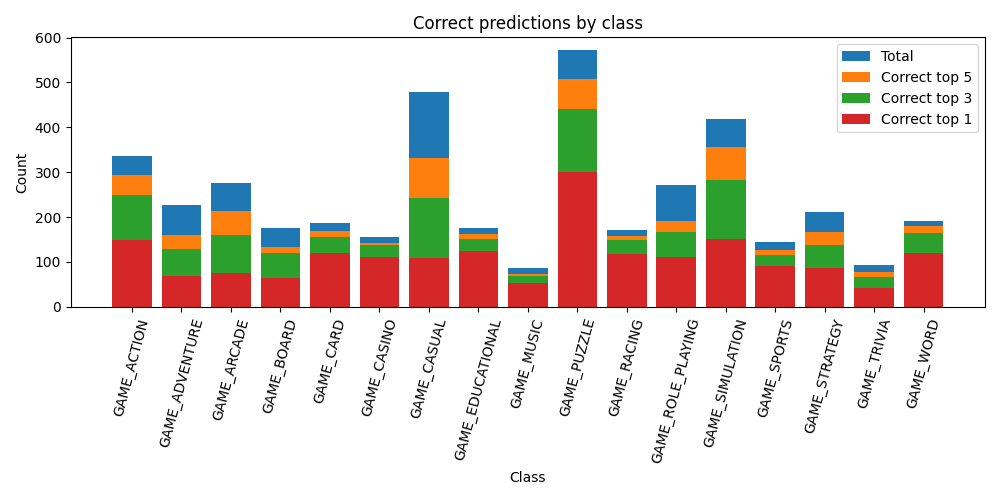 Correct predictions by class
Total
Correct top 5
Correct top 3
Correct top 1
Count
600
500
400
300
200
100
0
GAME_ACTION
GAME_ADVENTURE
GAME_ARCADE
GAME_BOARD
GAME_CARD
GAME_CASINO
GAME_CASUAL
GAME_EDUCATIONAL
GAME_MUSIC
GAME_PUZZLE
GAME_RACING
GAME_ROLE_PLAYING
GAME_SIMULATION
GAME_SPORTS
GAME_STRATEGY
GAME_TRIVIA
GAME_WORD
Class